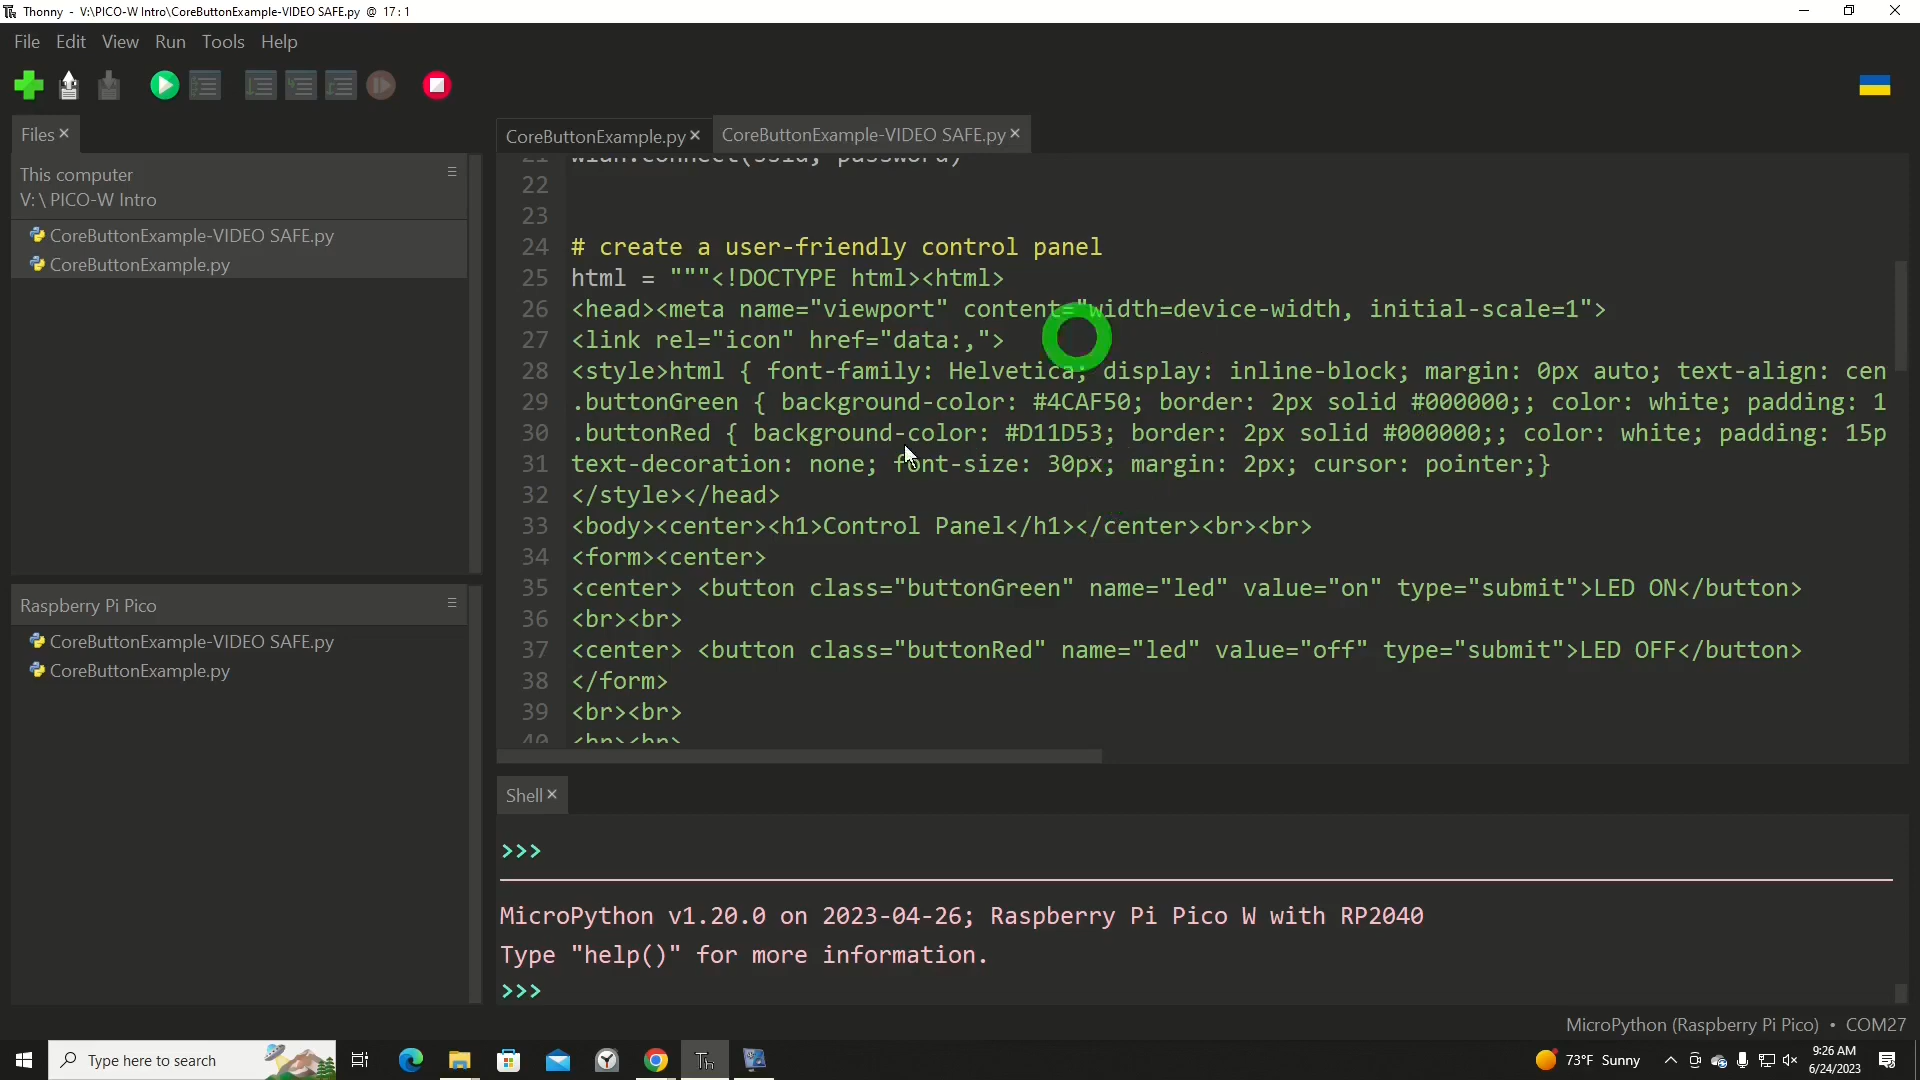 Thonny - V:\PICO-W Intro\CoreButtonExample-VIDEO SAFE.py @ 17:1
File Edit View Run Tools Help
Files
This computer
V: \ PICO-W Intro
CoreButtonExample-VIDEO SAFE.py
CoreButtonExample.py
Raspberry Pi Pico
CoreButtonExample-VIDEO SAFE.py
CoreButtonExample.py
CoreButtonExample.py CoreButtonExample-VIDEO SAFE.py
21 wlan.connect(ssid, password)
22
23
24 # create a user-friendly control panel
25 html = """<!DOCTYPE html><html>
26 <head><meta name="viewport" content="width=device-width, initial-scale=1">
27 <link rel="icon" href="data:,">
28 <style>html { font-family: Helvetica; display: inline-block; margin: 0px auto; text-align: cen
29 .buttonGreen { background-color: #4CAF50; border: 2px solid #000000;; color: white; padding: 1
30 .buttonRed { background-color: #D11D53; border: 2px solid #000000;; color: white; padding: 15p
31 text-decoration: none; font-size: 30px; margin: 2px; cursor: pointer;}
32 </style></head>
33 <body><center><h1>Control Panel</h1></center><br><br>
34 <form><center>
35 <center> <button class="buttonGreen" name="led" value="on" type="submit">LED ON</button>
36 <br><br>
37 <center> <button class="buttonRed" name="led" value="off" type="submit">LED OFF</button>
38 </form>
39 <br><br>
40 <br><br>
Shell
>>>
MicroPython v1.20.0 on 2023-04-26; Raspberry Pi Pico W with RP2040
Type "help()" for more information.
>>>
MicroPython (Raspberry Pi Pico) • COM27
Type here to search
Th
73°F Sunny
9:26 AM
6/24/2023